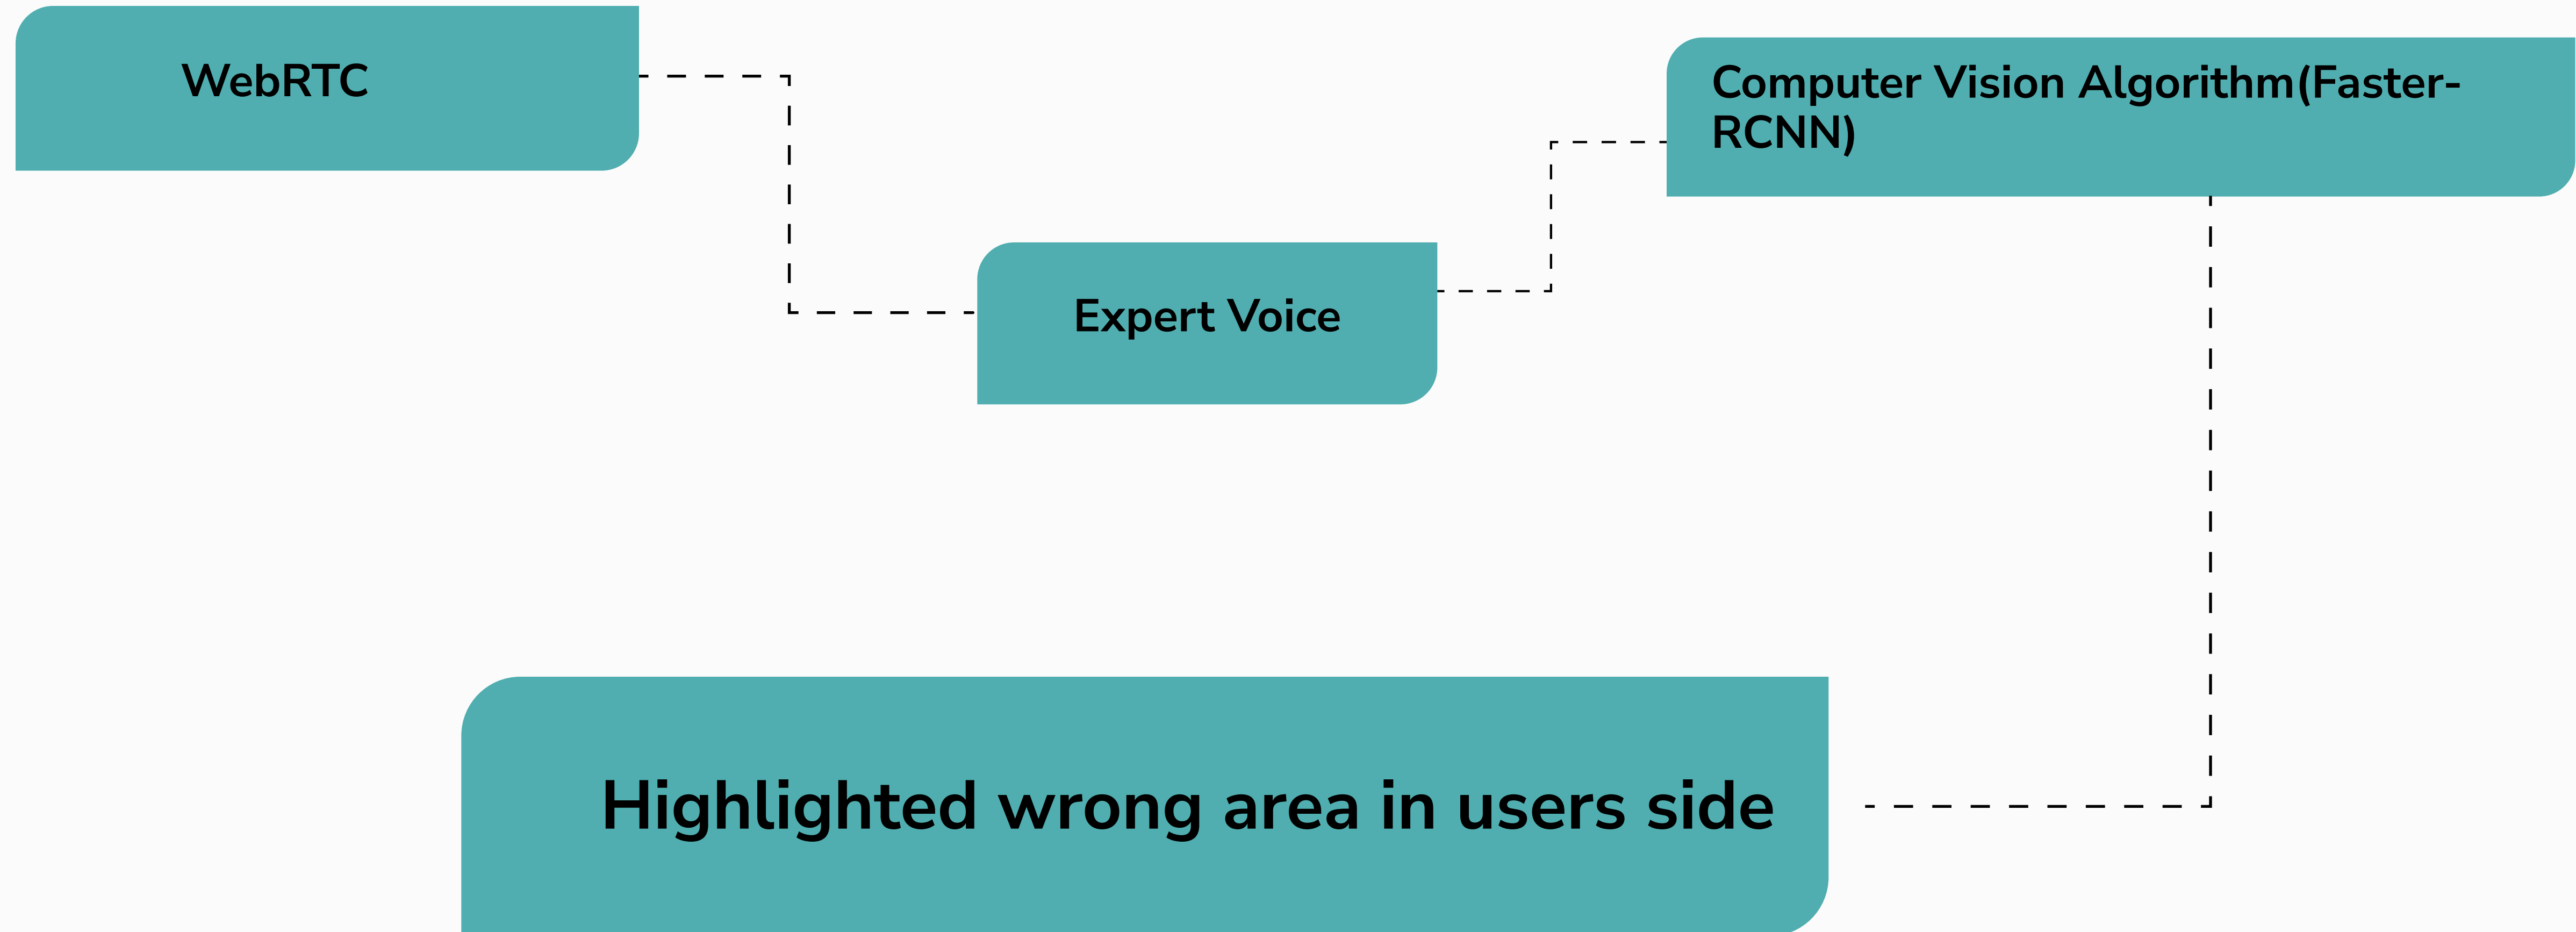 WebRTC
Computer Vision Algorithm(Faster-
RCNN)
Expert Voice
Highlighted wrong area in users side